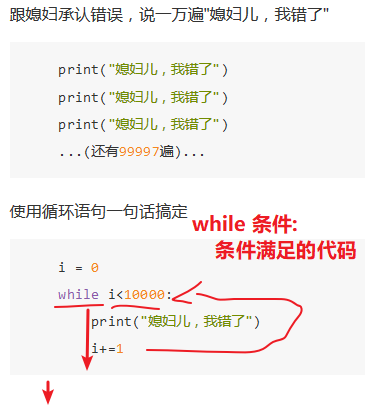 跟媳妇承认错误，说一万遍"媳妇儿，我错了"
print("媳妇儿，我错了")
print("媳妇儿，我错了")
print("媳妇儿，我错了")
...(还有99997遍)...
使用循环语句一句话搞定
while 条件:
条件满足的代码
i = 0
while i<10000:
print("媳妇儿，我错了")
i+=1